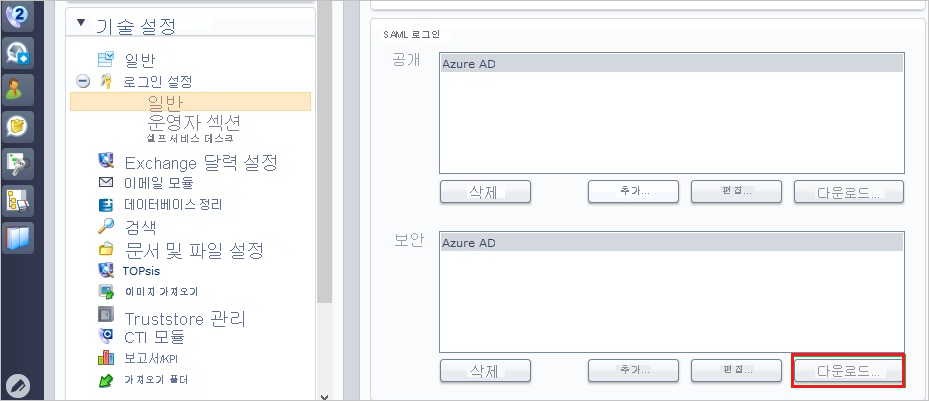 기술 설정
일반
로그인 설정
일반
운영자 섹션
셀프 서비스 데스크
Exchange 달력 설정
이메일 모듈
데이터베이스 정리
검색
문서 및 파일 설정
TOPsis
이미지 가져오기
Truststore 관리
CTI 모듈
보고서/KPI
가져오기 폴더
SAML 로그인
공개
Azure AD
삭제
추가...
편집...
다운로드...
보안
Azure AD
삭제
추가...
편집...
다운로드...
2